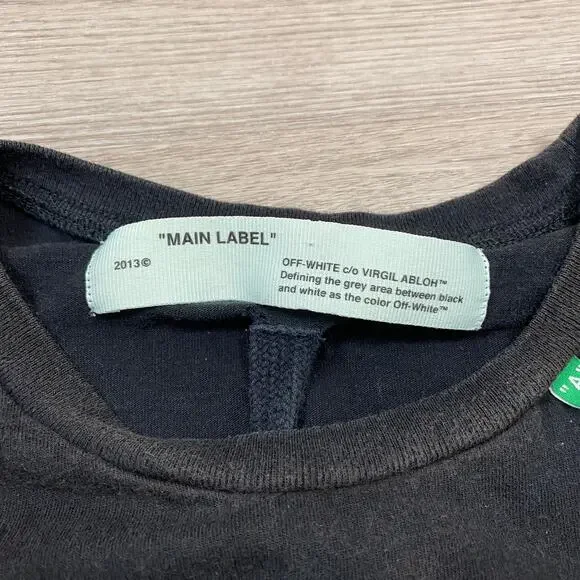 "MAIN LABEL"
2013©
OFF-WHITE c/o VIRGIL ABLOH™
Defining the grey area between black
and white as the color Off-White™
"A